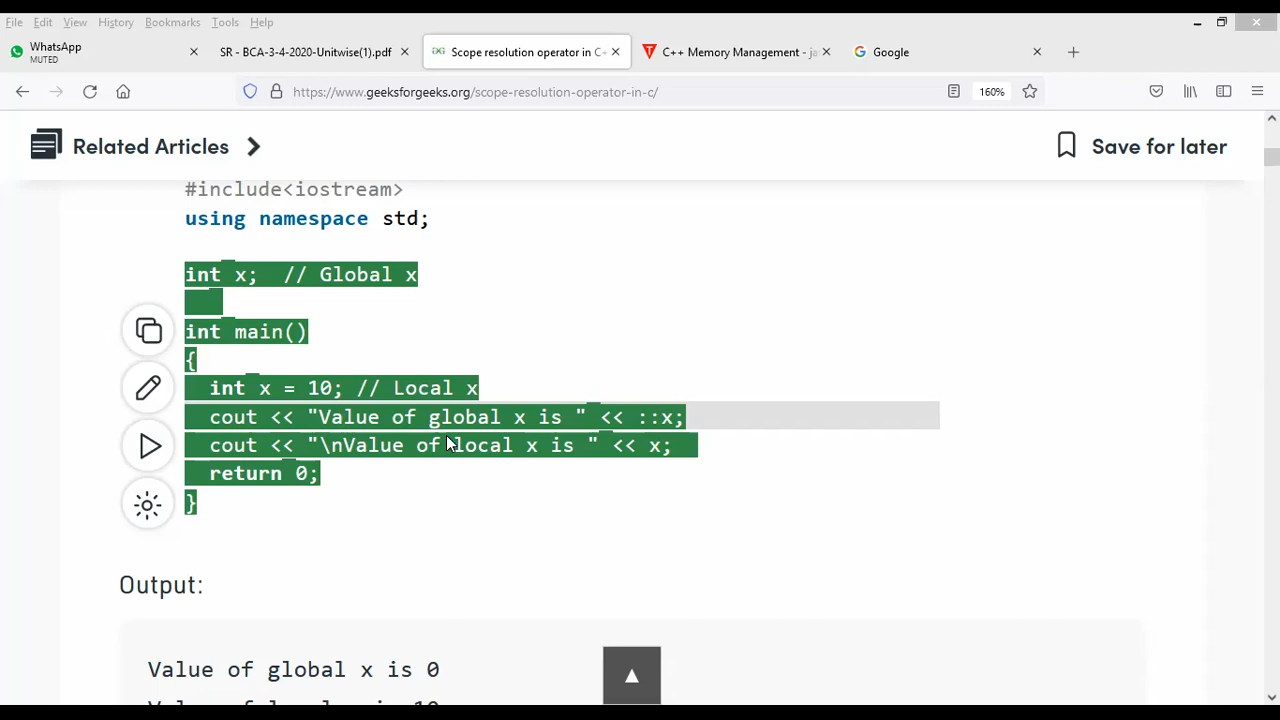 File Edit View History Bookmarks Tools Help
WhatsApp
MUTED
SR - BCA-3-4-2020-Unitwise(1).pdf
Scope resolution operator in C+
C++ Memory Management - ja
Google
https://www.geeksforgeeks.org/scope-resolution-operator-in-c/
160%
Related Articles
Save for later
#include<iostream>
using namespace std;
int x;  // Global x
int main()
{
  int x = 10; // Local x
  cout << "Value of global x is " << ::x;
  cout << "\nValue of local x is " << x;
  return 0;
}
Output:
Value of global x is 0